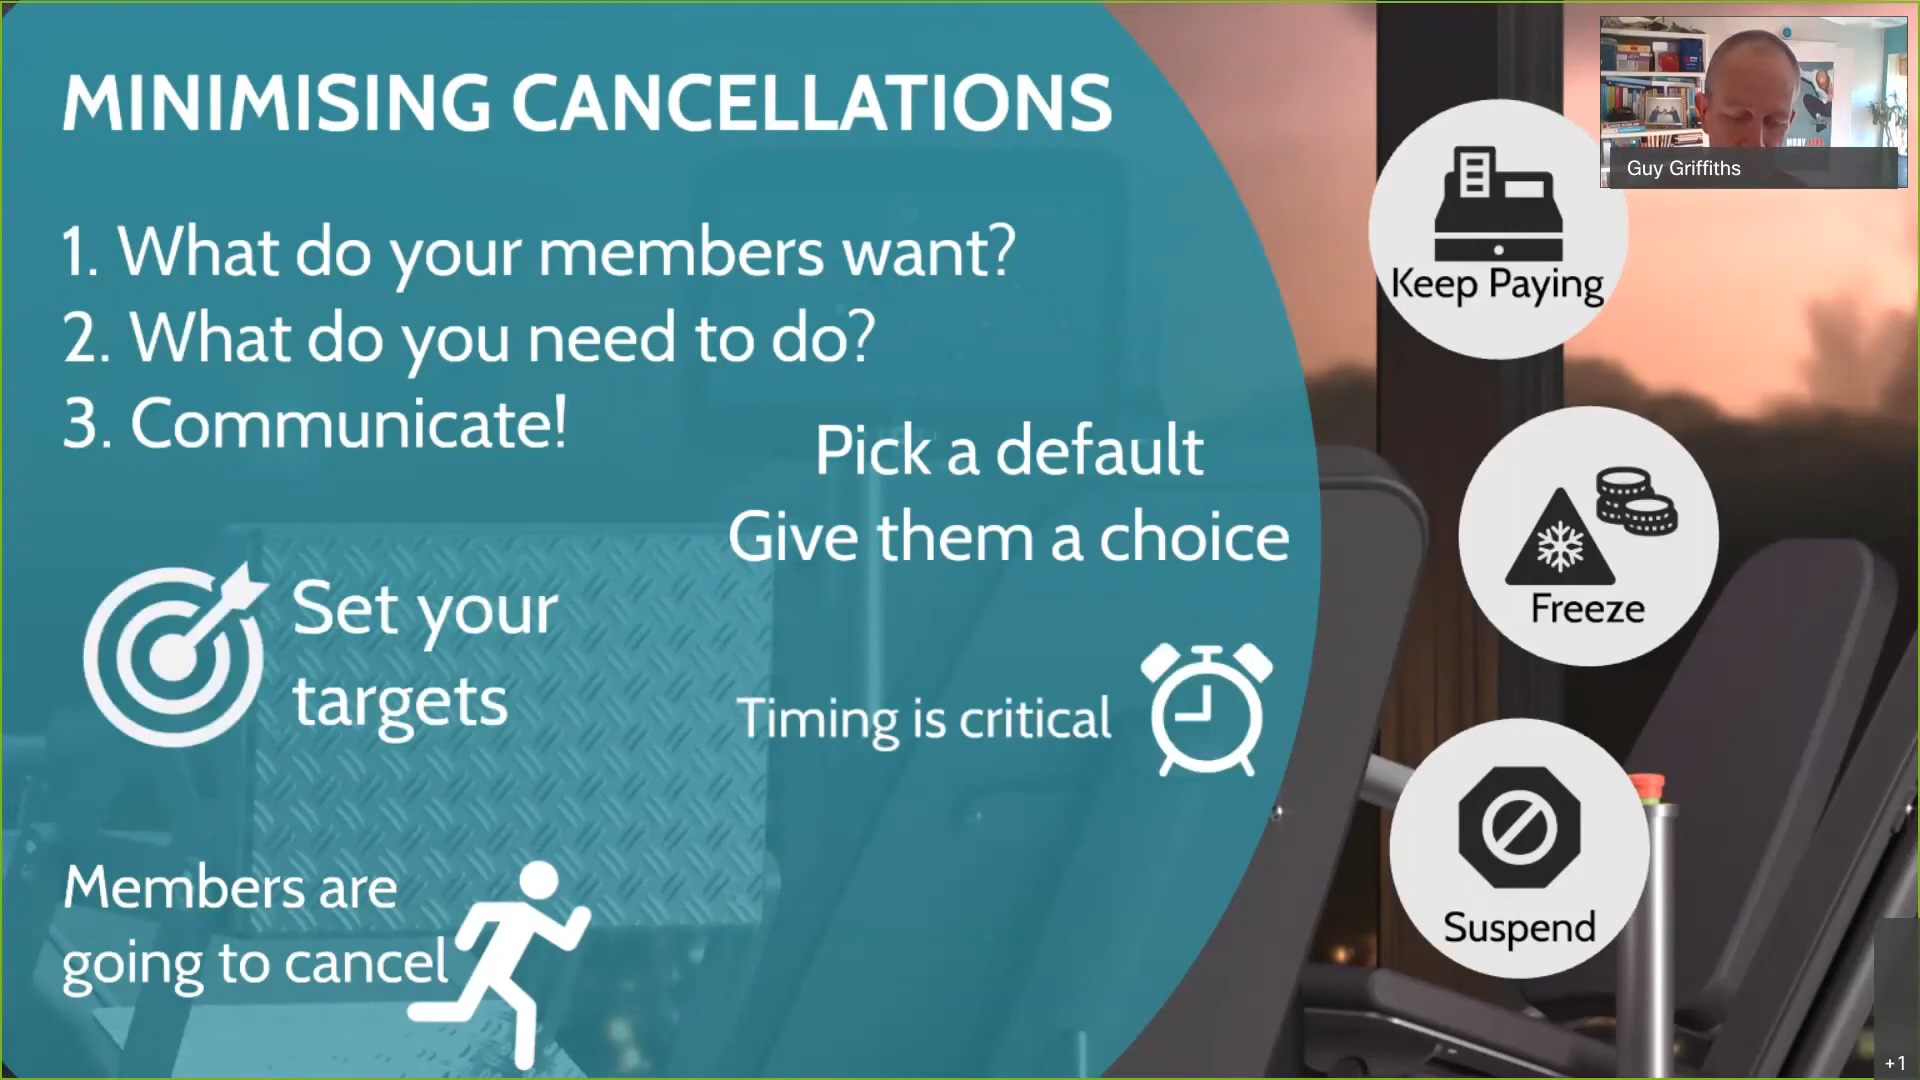 MINIMISING CANCELLATIONS
1. What do your members want?
2. What do you need to do?
3. Communicate!
Pick a default
Give them a choice
Set your
targets
Timing is critical
Members are
going to cancel
Keep Paying
Freeze
Suspend
Guy Griffiths
+1